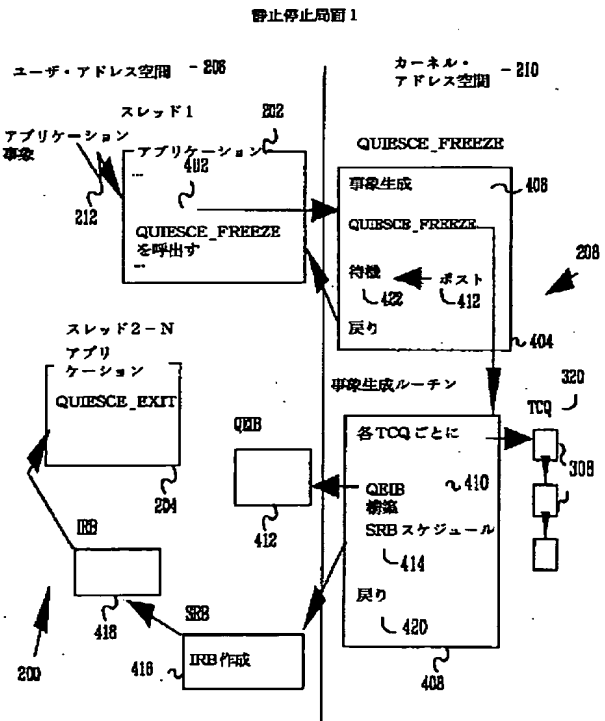 静止停止局面1
ユーザ・アドレス空間
206
カーネル・
アドレス空間
210
スレッド1
202
アプリケーション
事象
212
アプリケーション
...
402
QUIESCE_FREEZE
を呼出す
...
QUIESCE_FREEZE
事象生成
406
QUIESCE_FREEZE
待機
422
ポスト
412
戻り
404
208
スレッド2-N
アプリ
ケーション
QUIESCE_EXIT
204
事象生成ルーチン
各TCQごとに
410
QEIB
構築
SRBスケジュール
414
戻り
420
408
TCQ
320
308
QEIB
412
IRB
418
SRB
IRB作成
416
200